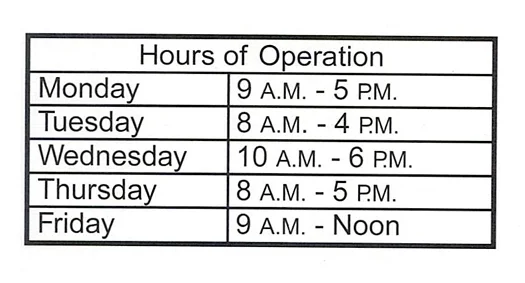 Hours of Operation
Monday 9 A.M. - 5 P.M.
Tuesday 8 A.M. - 4 P.M.
Wednesday 10 A.M. - 6 P.M.
Thursday 8 A.M. - 5 P.M.
Friday 9 A.M. - Noon